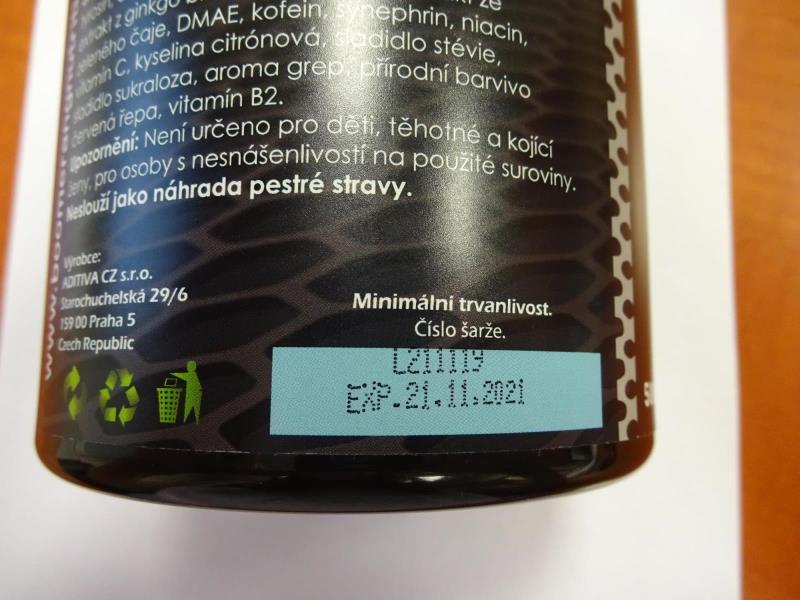 ze
extrakt z ginkgo
zeleného čaje, DMAE, kofein, synephrin, niacin,
vitamín C, kyselina citrónová, sladidlo stévie,
sladidlo sukraloza, aroma grep, přírodní barvivo
červená řepa, vitamín B2.
Upozornění: Není určeno pro děti, těhotné a kojící
ženy, pro osoby s nesnášenlivostí na použité suroviny.
Neslouží jako náhrada pestré stravy.
Výrobce:
ADITIVA CZ s.r.o.
Starochuchelská 29/6
159 00 Praha 5
Czech Republic
Minimální trvanlivost.
Číslo šarže.
L211119
EXP.21.11.2021